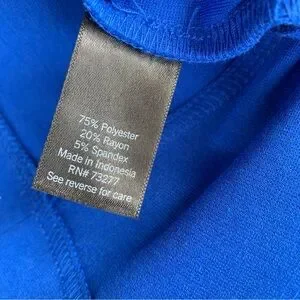 75% Polyester
20% Rayon
5% Spandex
Made in Indonesia
RN# 73277
See reverse for care